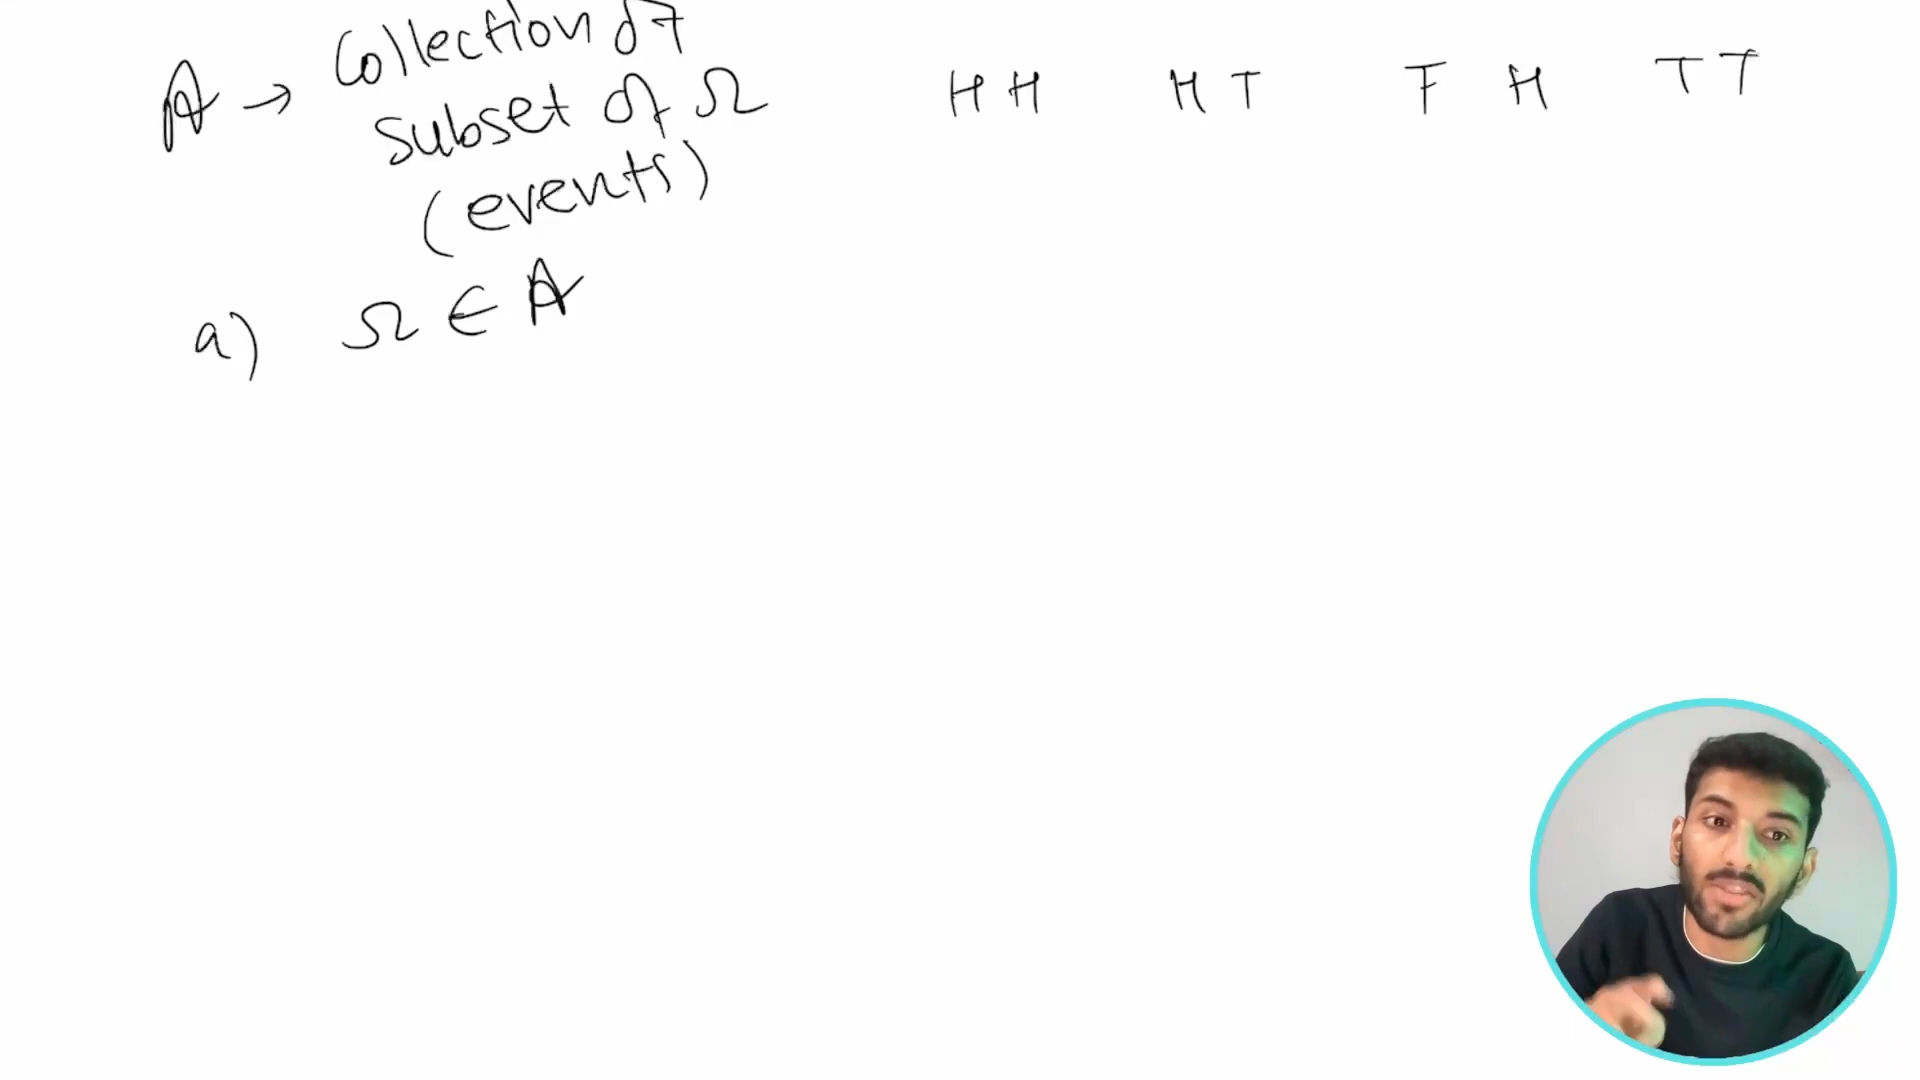 A → Collection of
subset of Ω
(events)
HH HT TH TT
a) Ω ∈ A